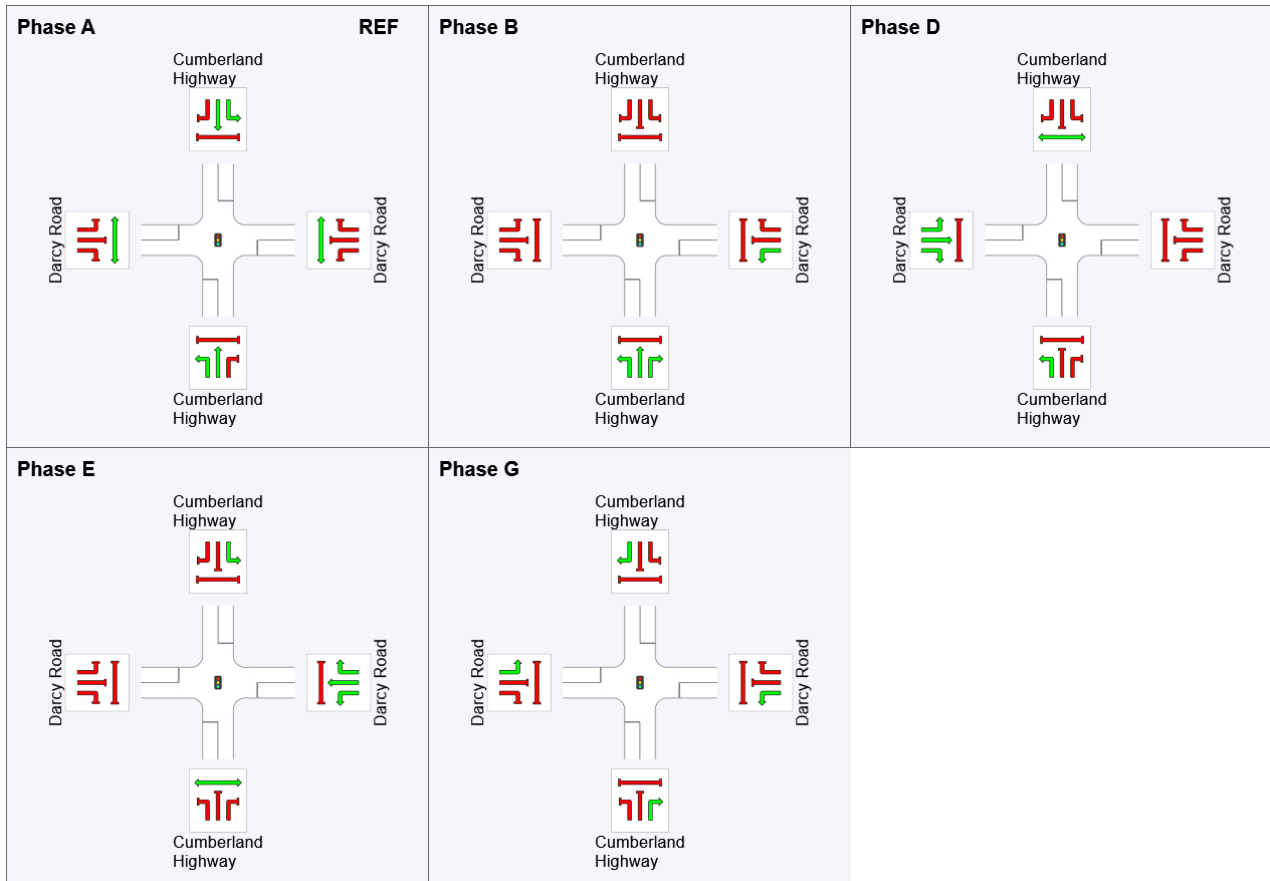 Phase A
REF
Cumberland
Highway
Darcy Road
Darcy Road
Cumberland
Highway
Phase B
Cumberland
Highway
Darcy Road
Darcy Road
Cumberland
Highway
Phase D
Cumberland
Highway
Darcy Road
Darcy Road
Cumberland
Highway
Phase E
Cumberland
Highway
Darcy Road
Darcy Road
Cumberland
Highway
Phase G
Cumberland
Highway
Darcy Road
Darcy Road
Cumberland
Highway